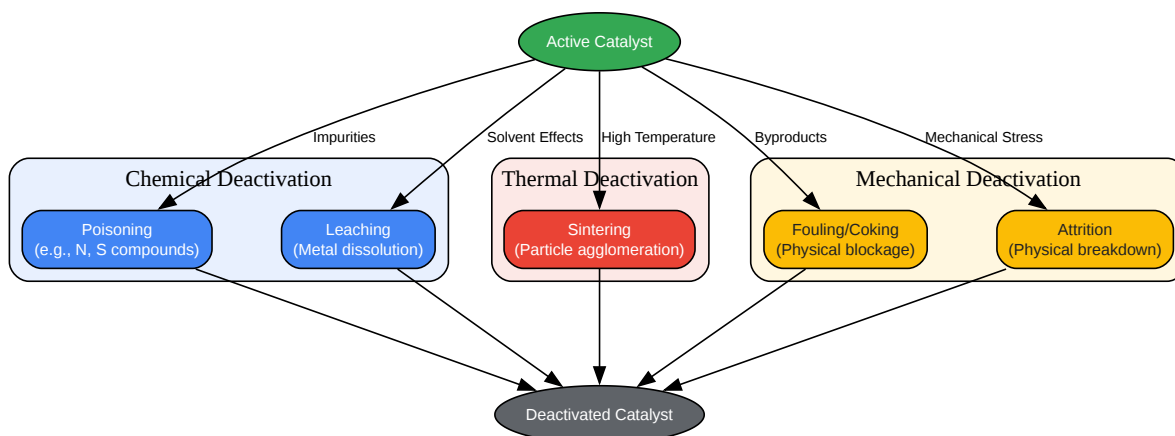 Active Catalyst
Impurities
Solvent Effects
High Temperature
Byproducts
Mechanical Stress
Chemical Deactivation
Thermal Deactivation
Mechanical Deactivation
Poisoning
(e.g., N, S compounds)
Leaching
(Metal dissolution)
Sintering
(Particle agglomeration)
Fouling/Coking
(Physical blockage)
Attrition
(Physical breakdown)
Deactivated Catalyst